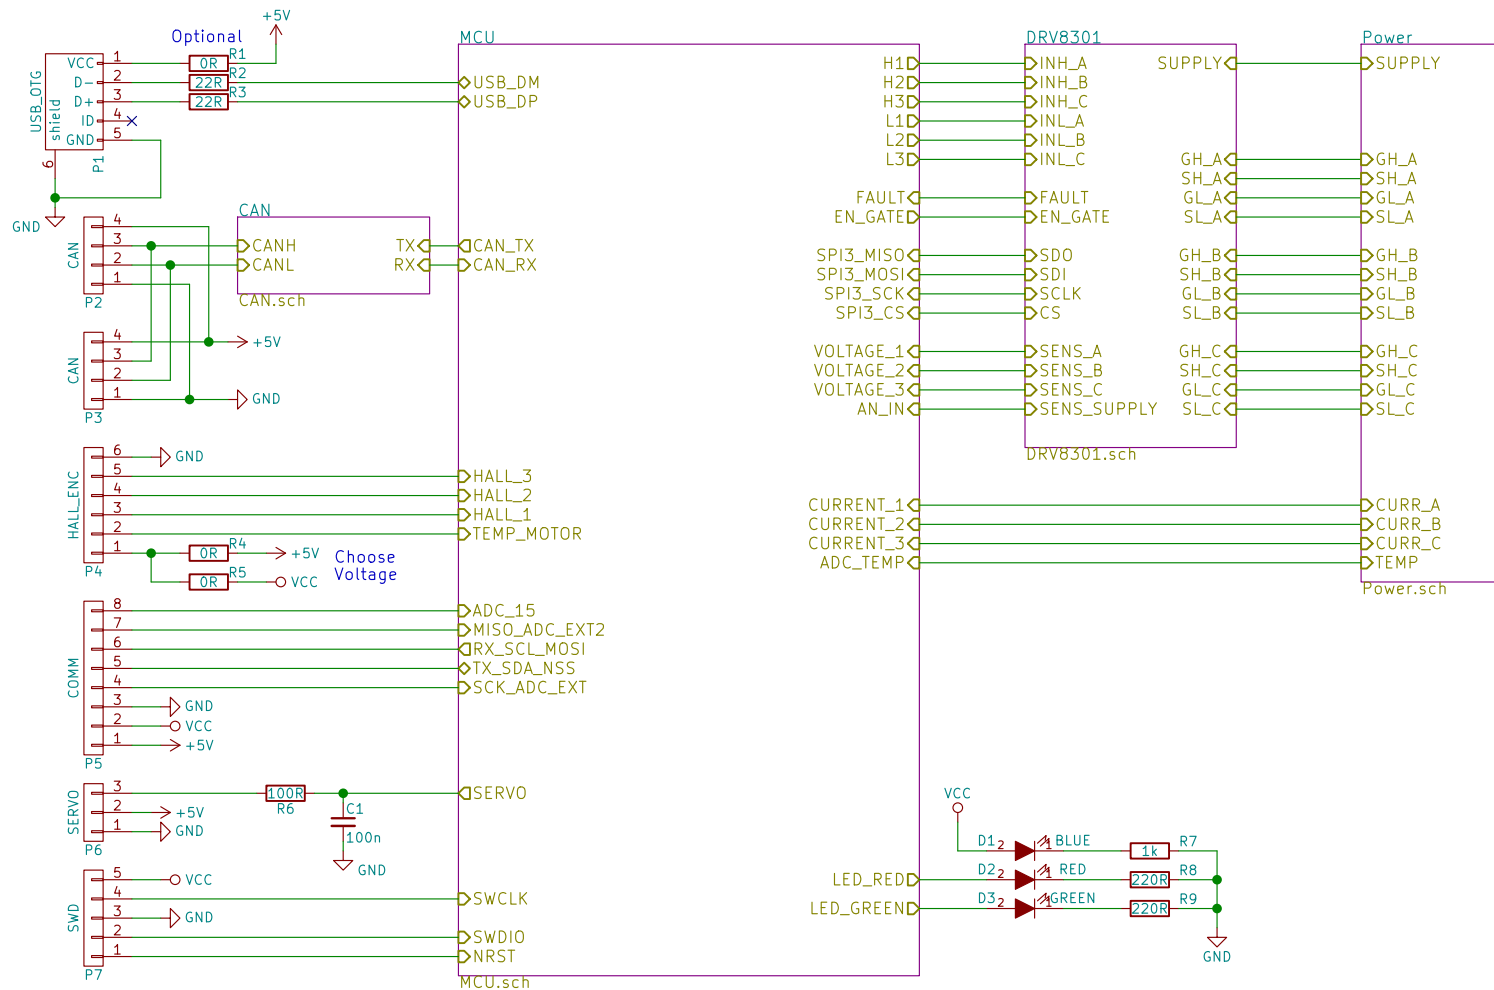 +5V
Optional
MCU
DRV8301
Power
USB_OTG
shield
VCC 1
D- 2
D+ 3
ID 4
GND 5
6
P1
0R R1
22R R2
22R R3
USB_DM
USB_DP
GND
H1
H2
H3
L1
L2
L3
INH_A
INH_B
INH_C
INL_A
INL_B
INL_C
SUPPLY
SUPPLY
FAULT
EN_GATE
FAULT
EN_GATE
GH_A
SH_A
GL_A
SL_A
GH_A
SH_A
GL_A
SL_A
CAN
4
3
2
1
P2
CAN
CANH
CANL
TX
RX
CAN.sch
CAN_TX
CAN_RX
SPI3_MISO
SPI3_MOSI
SPI3_SCK
SPI3_CS
SDO
SDI
SCLK
CS
GH_B
SH_B
GL_B
SL_B
GH_B
SH_B
GL_B
SL_B
CAN
4
3
2
1
P3
+5V
GND
VOLTAGE_1
VOLTAGE_2
VOLTAGE_3
AN_IN
SENS_A
SENS_B
SENS_C
SENS_SUPPLY
GH_C
SH_C
GL_C
SL_C
GH_C
SH_C
GL_C
SL_C
DRV8301.sch
HALL_ENC
6
5
4
3
2
1
P4
GND
HALL_3
HALL_2
HALL_1
TEMP_MOTOR
0R R4
+5V
0R R5
VCC
Choose
Voltage
CURRENT_1
CURRENT_2
CURRENT_3
ADC_TEMP
CURR_A
CURR_B
CURR_C
TEMP
Power.sch
COMM
8
7
6
5
4
3
2
1
P5
GND
VCC
+5V
ADC_15
MISO_ADC_EXT2
RX_SCL_MOSI
TX_SDA_NSS
SCK_ADC_EXT
SERVO
3
2
1
P6
+5V
GND
100R
R6
C1
100n
GND
SERVO
SWD
5
4
3
2
1
P7
VCC
GND
SWCLK
SWDIO
NRST
MCU.sch
LED_RED
LED_GREEN
VCC
D1 2 1 BLUE
1k R7
D2 2 1 RED
220R R8
D3 2 1 GREEN
220R R9
GND